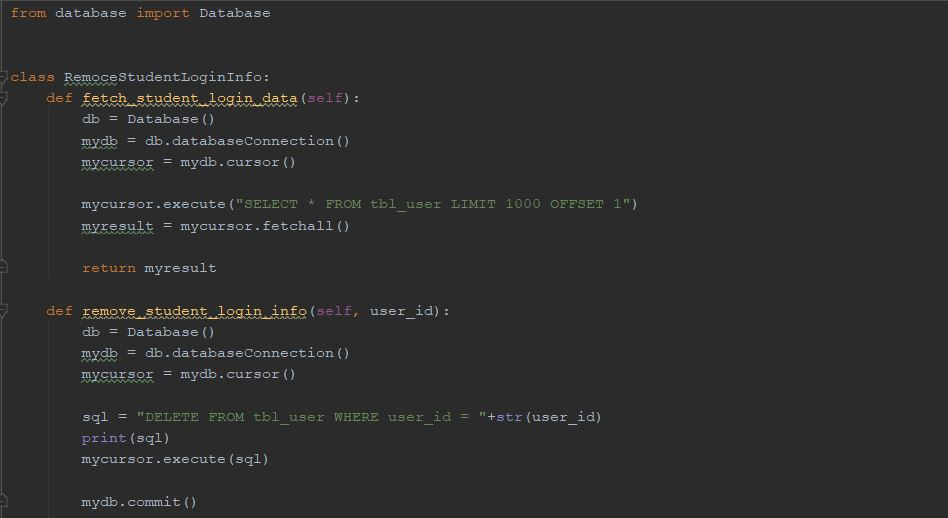 from database import Database
class RemoceStudentLoginInfo:
def fetch_student_login_data(self):
db = Database()
mydb = db.databaseConnection()
mycursor = mydb.cursor()
mycursor.execute("SELECT * FROM tbl_user LIMIT 1000 OFFSET 1")
myresult = mycursor.fetchall()
return myresult
def remove_student_login_info(self, user_id):
db = Database()
mydb = db.databaseConnection()
mycursor = mydb.cursor()
sql = "DELETE FROM tbl_user WHERE user_id = "+str(user_id)
print(sql)
mycursor.execute(sql)
mydb.commit()